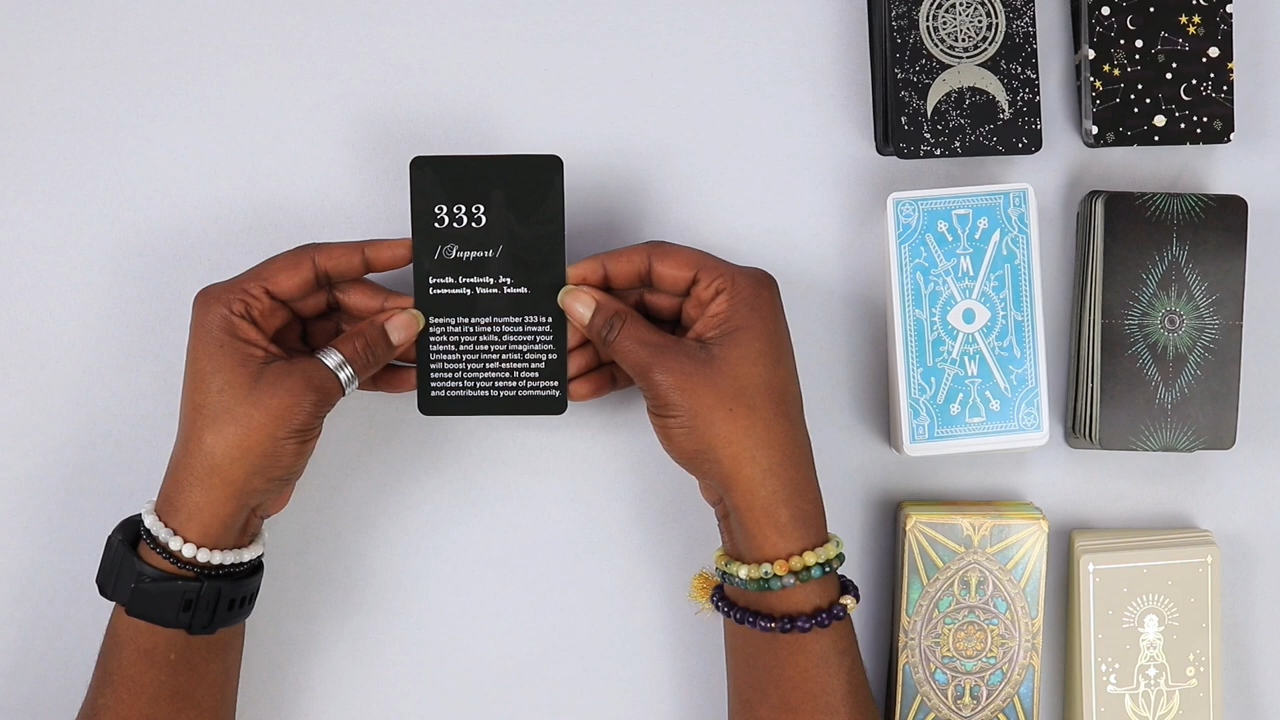 333
/Support/
Growth. Creativity. Joy.
Community. Vision. Talents.
Seeing the angel number 333 is a
sign that it's time to focus inward,
work on your skills, discover your
talents, and use your imagination.
Unleash your inner artist; doing so
will boost your self-esteem and
sense of competence. It does
wonders for your sense of purpose
and contributes to your community.
M
W